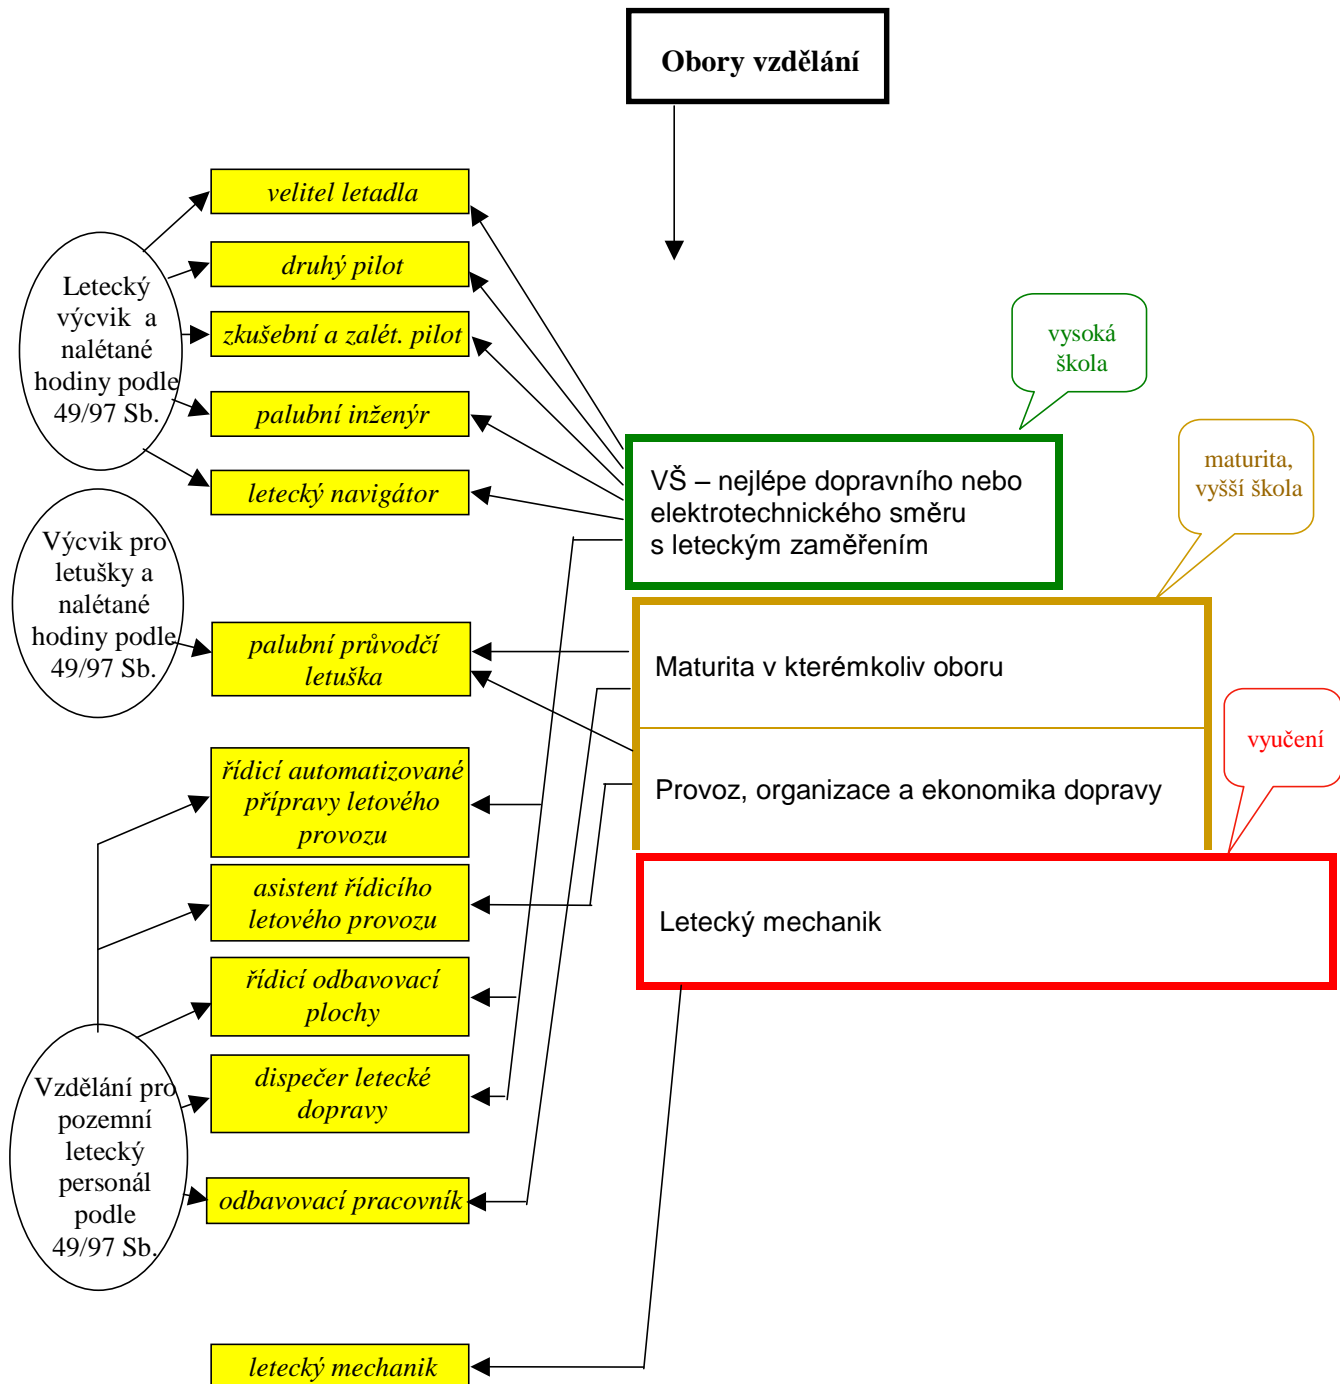 Obory vzdělání
velitel letadla
druhý pilot
zkušební a zalét. pilot
palubní inženýr
letecký navigátor
Letecký
výcvik a
nalétané
hodiny podle
49/97 Sb.
vysoká
škola
VŠ – nejlépe dopravního nebo
elektrotechnického směru
s leteckým zaměřením
maturita,
vyšší škola
Výcvik pro
letušky a
nalétané
hodiny podle
49/97 Sb.
palubní průvodčí
letuška
Maturita v kterémkoliv oboru
Provoz, organizace a ekonomika dopravy
vyučení
řídicí automatizované
přípravy letového
provozu
asistent řídicího
letového provozu
Letecký mechanik
řídicí odbavovací
plochy
dispečer letecké
dopravy
odbavovací pracovník
Vzdělání pro
pozemní
letecký
personál
podle
49/97 Sb.
letecký mechanik